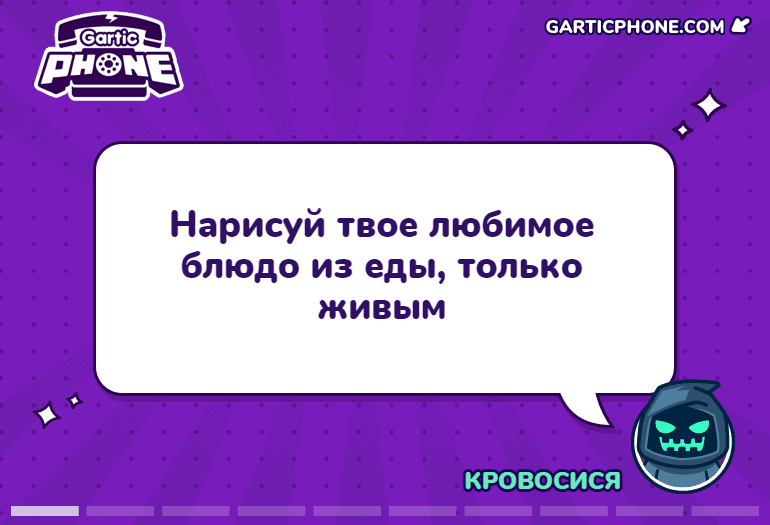 Gartic
PHONE
GARTICPHONE.COM
Нарисуй твое любимое
блюдо из еды, только
живым
КРОВОСИСЯ